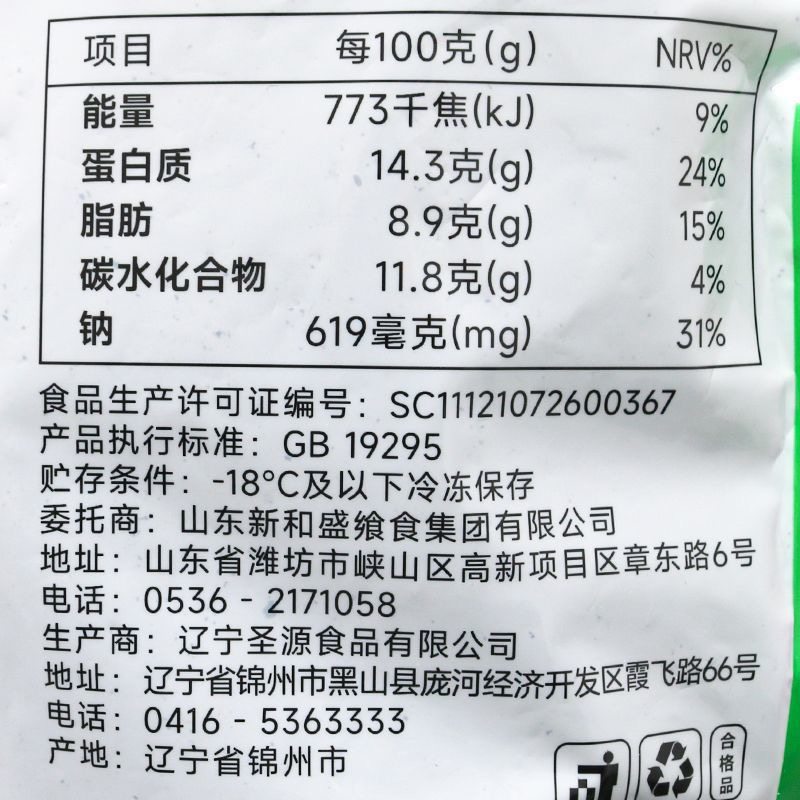 项目 每100克(g) NRV%
能量 773千焦(kJ) 9%
蛋白质 14.3克(g) 24%
脂肪 8.9克(g) 15%
碳水化合物 11.8克(g) 4%
钠 619毫克(mg) 31%
食品生产许可证编号：SC11121072600367
产品执行标准：GB 19295
贮存条件：-18°C及以下冷冻保存
委托商：山东新和盛飨食集团有限公司
地址：山东省潍坊市峡山区高新项目区章东路6号
电话：0536 - 2171058
生产商：辽宁圣源食品有限公司
地址：辽宁省锦州市黑山县庞河经济开发区霞飞路66号
电话：0416 - 5363333
产地：辽宁省锦州市
合格品